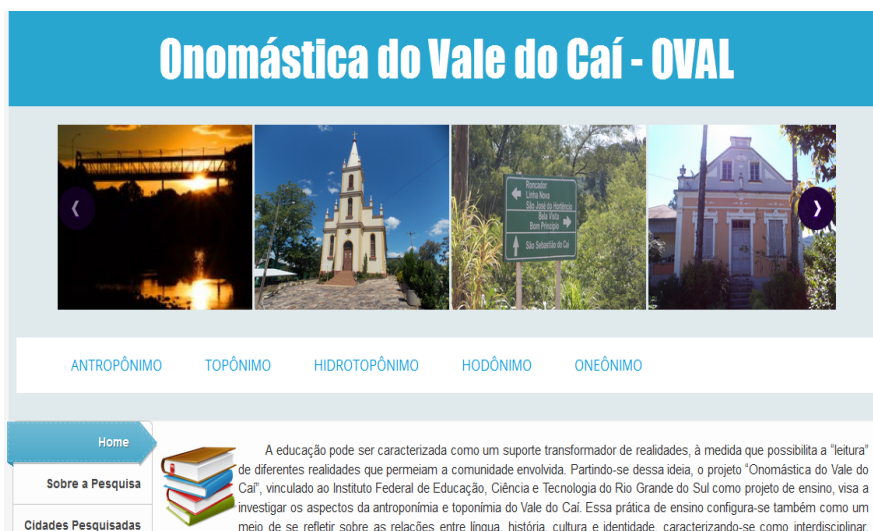 Onomástica do Vale do Caí - OVAL
Roncador
Linha Nova
São José do Hortêncio
Bela Vista
Bom Princípio
São Sebastião do Caí
ANTROPÔNIMO TOPÔNIMO HIDROTOPÔNIMO HODÔNIMO ONEÔNIMO
Home
Sobre a Pesquisa
Cidades Pesquisadas
A educação pode ser caracterizada como um suporte transformador de realidades, à medida que possibilita a "leitura"
de diferentes realidades que permeiam a comunidade envolvida. Partindo-se dessa ideia, o projeto "Onomástica do Vale do
Caí", vinculado ao Instituto Federal de Educação, Ciência e Tecnologia do Rio Grande do Sul como projeto de ensino, visa a
investigar os aspectos da antroponímia e toponímia do Vale do Caí. Essa prática de ensino configura-se também como um
meio de se refletir sobre as relações entre língua, história, cultura e identidade, caracterizando-se como interdisciplinar.